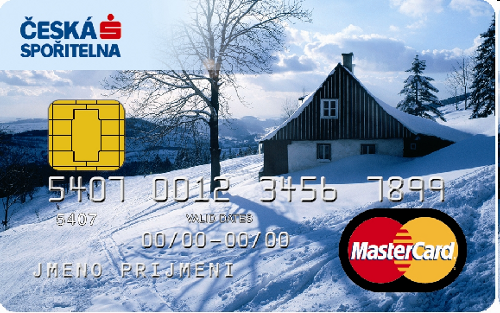 ČESKÁ
SPOŘITELNA
5407 0012 3456 7899
5407 VALID DATES
00/00-00/00
JMENO PRIJMENI
MasterCard